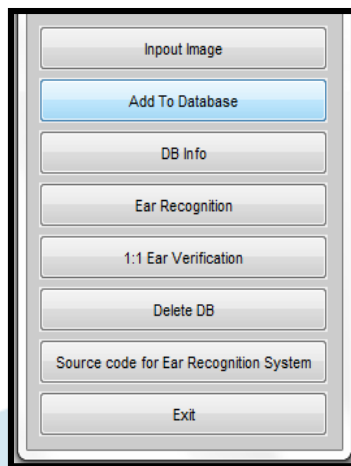 Inpout Image
Add To Database
DB Info
Ear Recognition
1:1 Ear Verification
Delete DB
Source code for Ear Recognition System
Exit